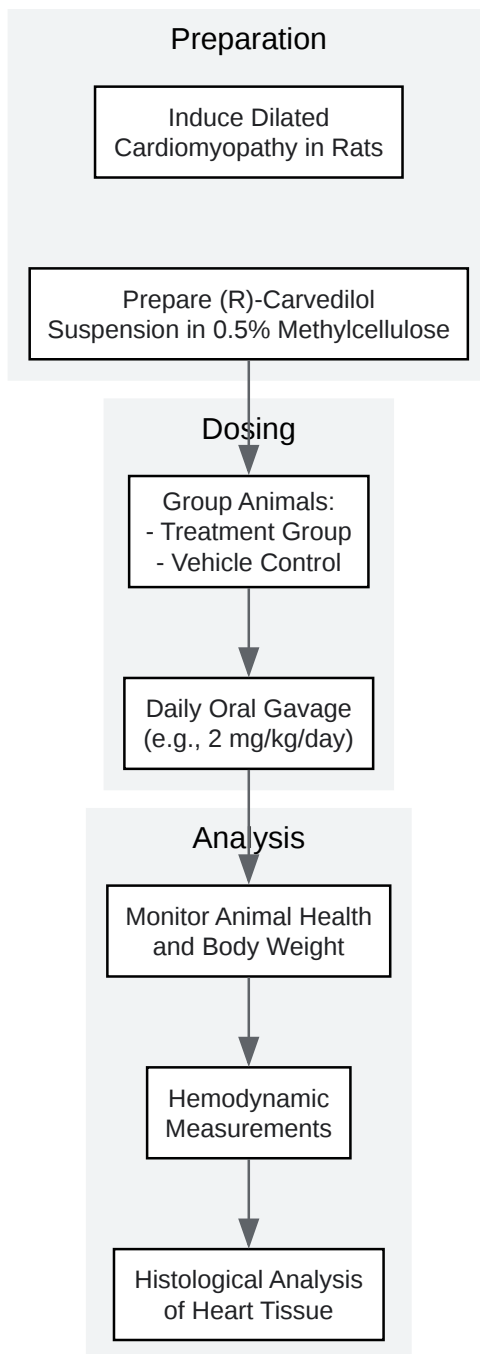 Preparation
Induce Dilated
Cardiomyopathy in Rats
Prepare (R)-Carvedilol
Suspension in 0.5% Methylcellulose
Dosing
Group Animals:
- Treatment Group
- Vehicle Control
Daily Oral Gavage
(e.g., 2 mg/kg/day)
Analysis
Monitor Animal Health
and Body Weight
Hemodynamic
Measurements
Histological Analysis
of Heart Tissue